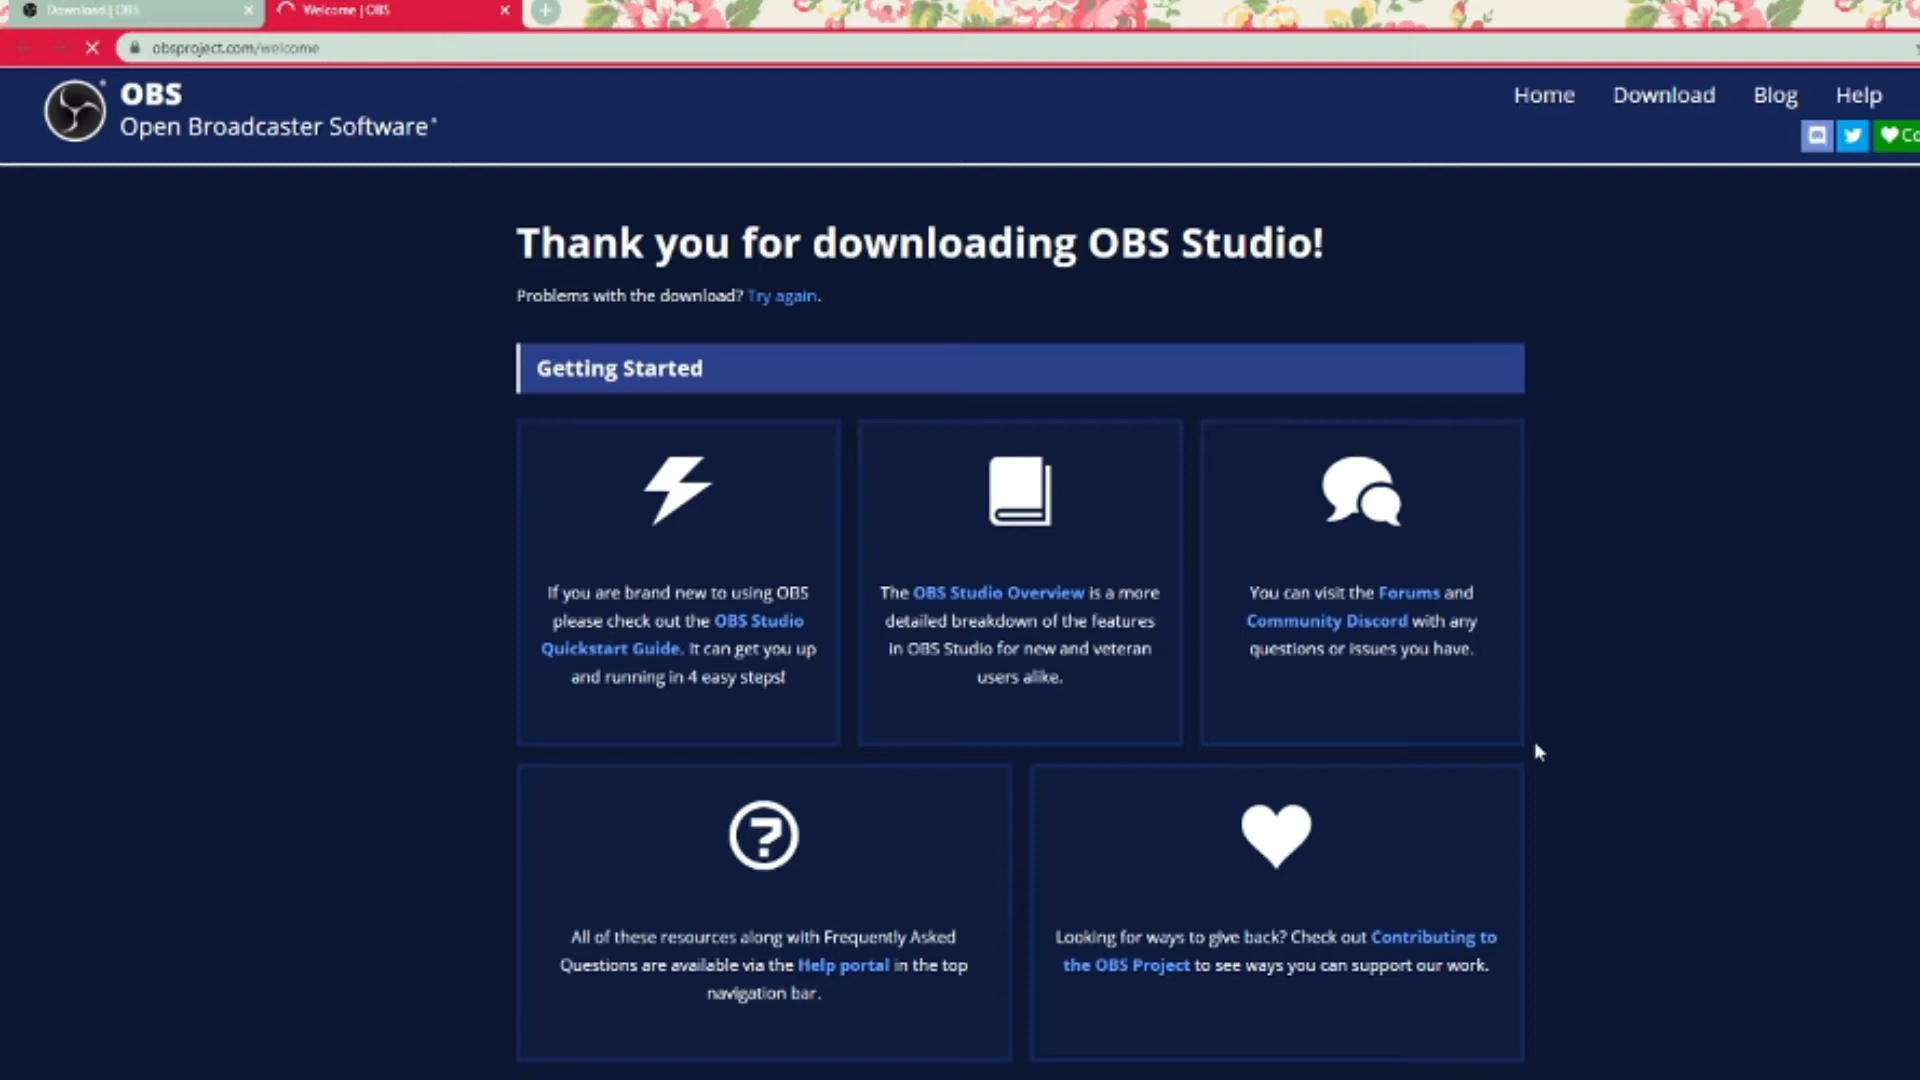 Download | OBS
Welcome | OBS
obsproject.com/welcome
OBS
Open Broadcaster Software
Home
Download
Blog
Help
Co
Thank you for downloading OBS Studio!
Problems with the download? Try again.
Getting Started
If you are brand new to using OBS
please check out the OBS Studio
Quickstart Guide. It can get you up
and running in 4 easy steps!
The OBS Studio Overview is a more
detailed breakdown of the features
in OBS Studio for new and veteran
users alike.
You can visit the Forums and
Community Discord with any
questions or issues you have.
All of these resources along with Frequently Asked
Questions are available via the Help portal in the top
navigation bar.
Looking for ways to give back? Check out Contributing to
the OBS Project to see ways you can support our work.